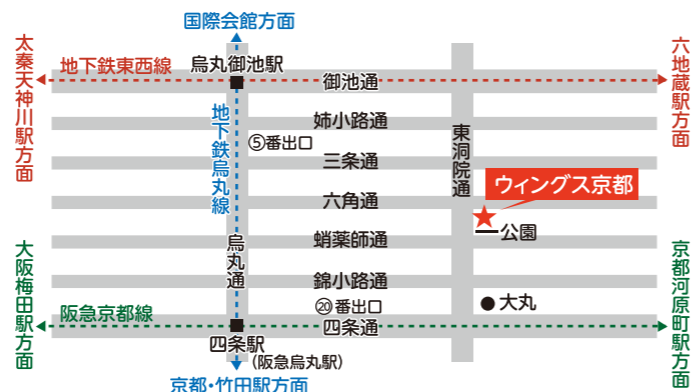 国際会館方面
太秦天神川駅方面
地下鉄東西線
烏丸御池駅
御池通
六地蔵駅方面
地下鉄烏丸線
姉小路通
⑤番出口
三条通
東洞院通
六角通
ウィングス京都
公園
蛸薬師通
烏丸通
錦小路通
大阪梅田駅方面
阪急京都線
⑳番出口
大丸
四条通
京都河原町駅方面
四条駅
(阪急烏丸駅)
京都・竹田駅方面